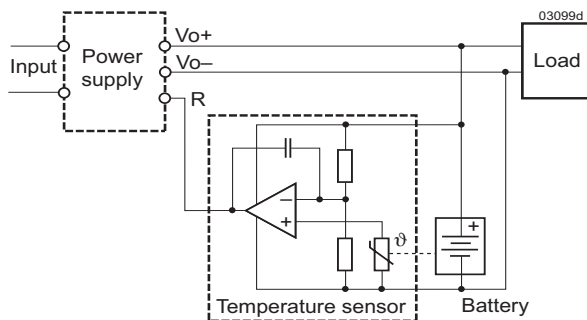 03099d
Vo+
Power
supply
Input
Load
Vo–
R
–
+
ϑ
+
Temperature sensor
Battery